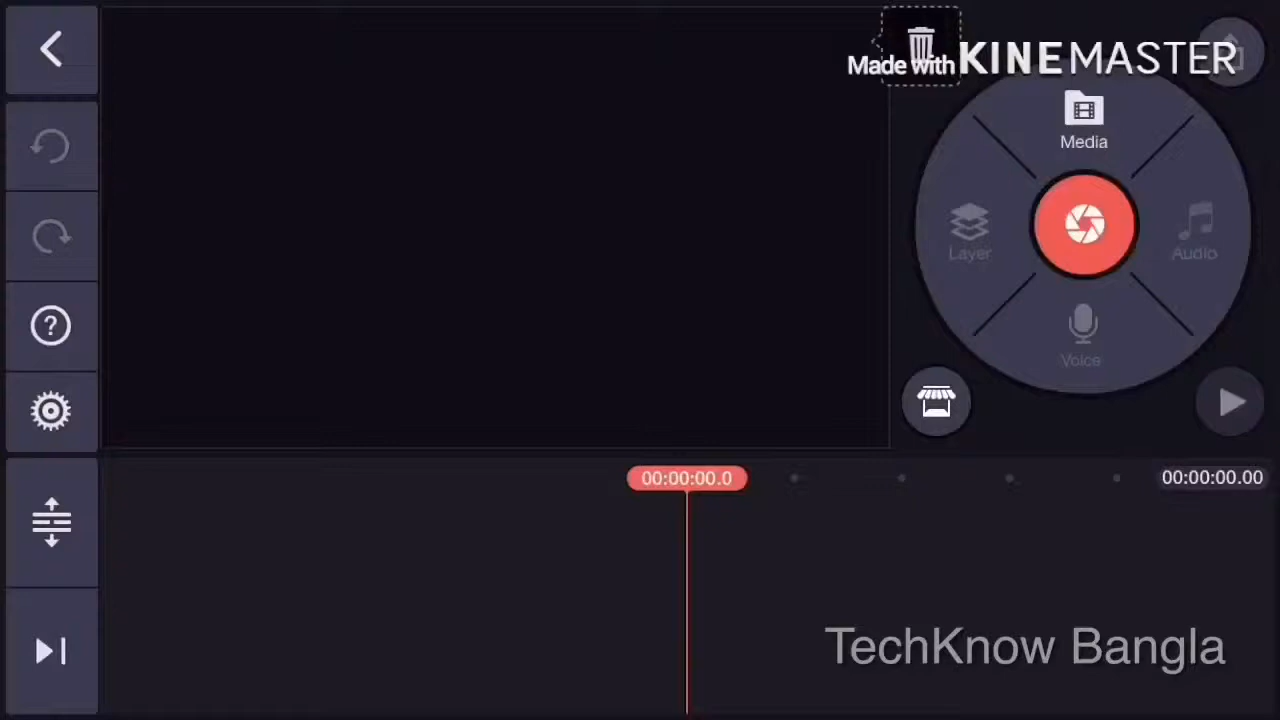 Made with KINEMASTER
Media
Layer
Audio
Voice
00:00:00.0
00:00:00.00
TechKnow Bangla